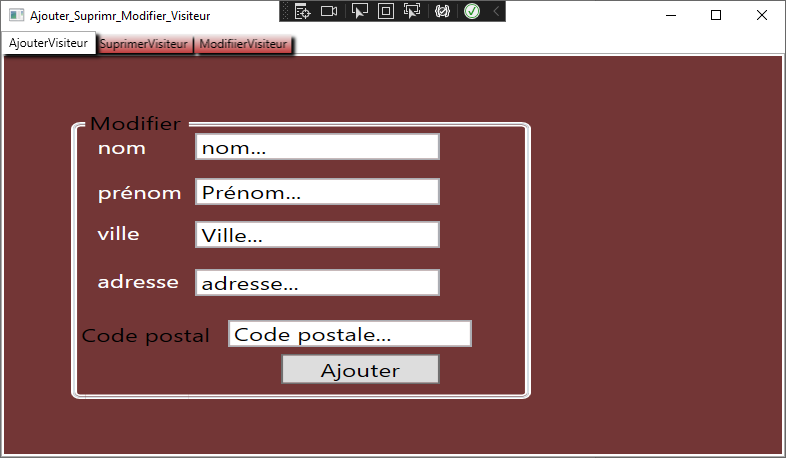 Ajouter_Suprimr_Modifier_Visiteur
AjouterVisiteur SuprimerVisiteur ModifiierVisiteur
Modifier
nom nom...
prénom Prénom...
ville Ville...
adresse adresse...
Code postal Code postale...
Ajouter